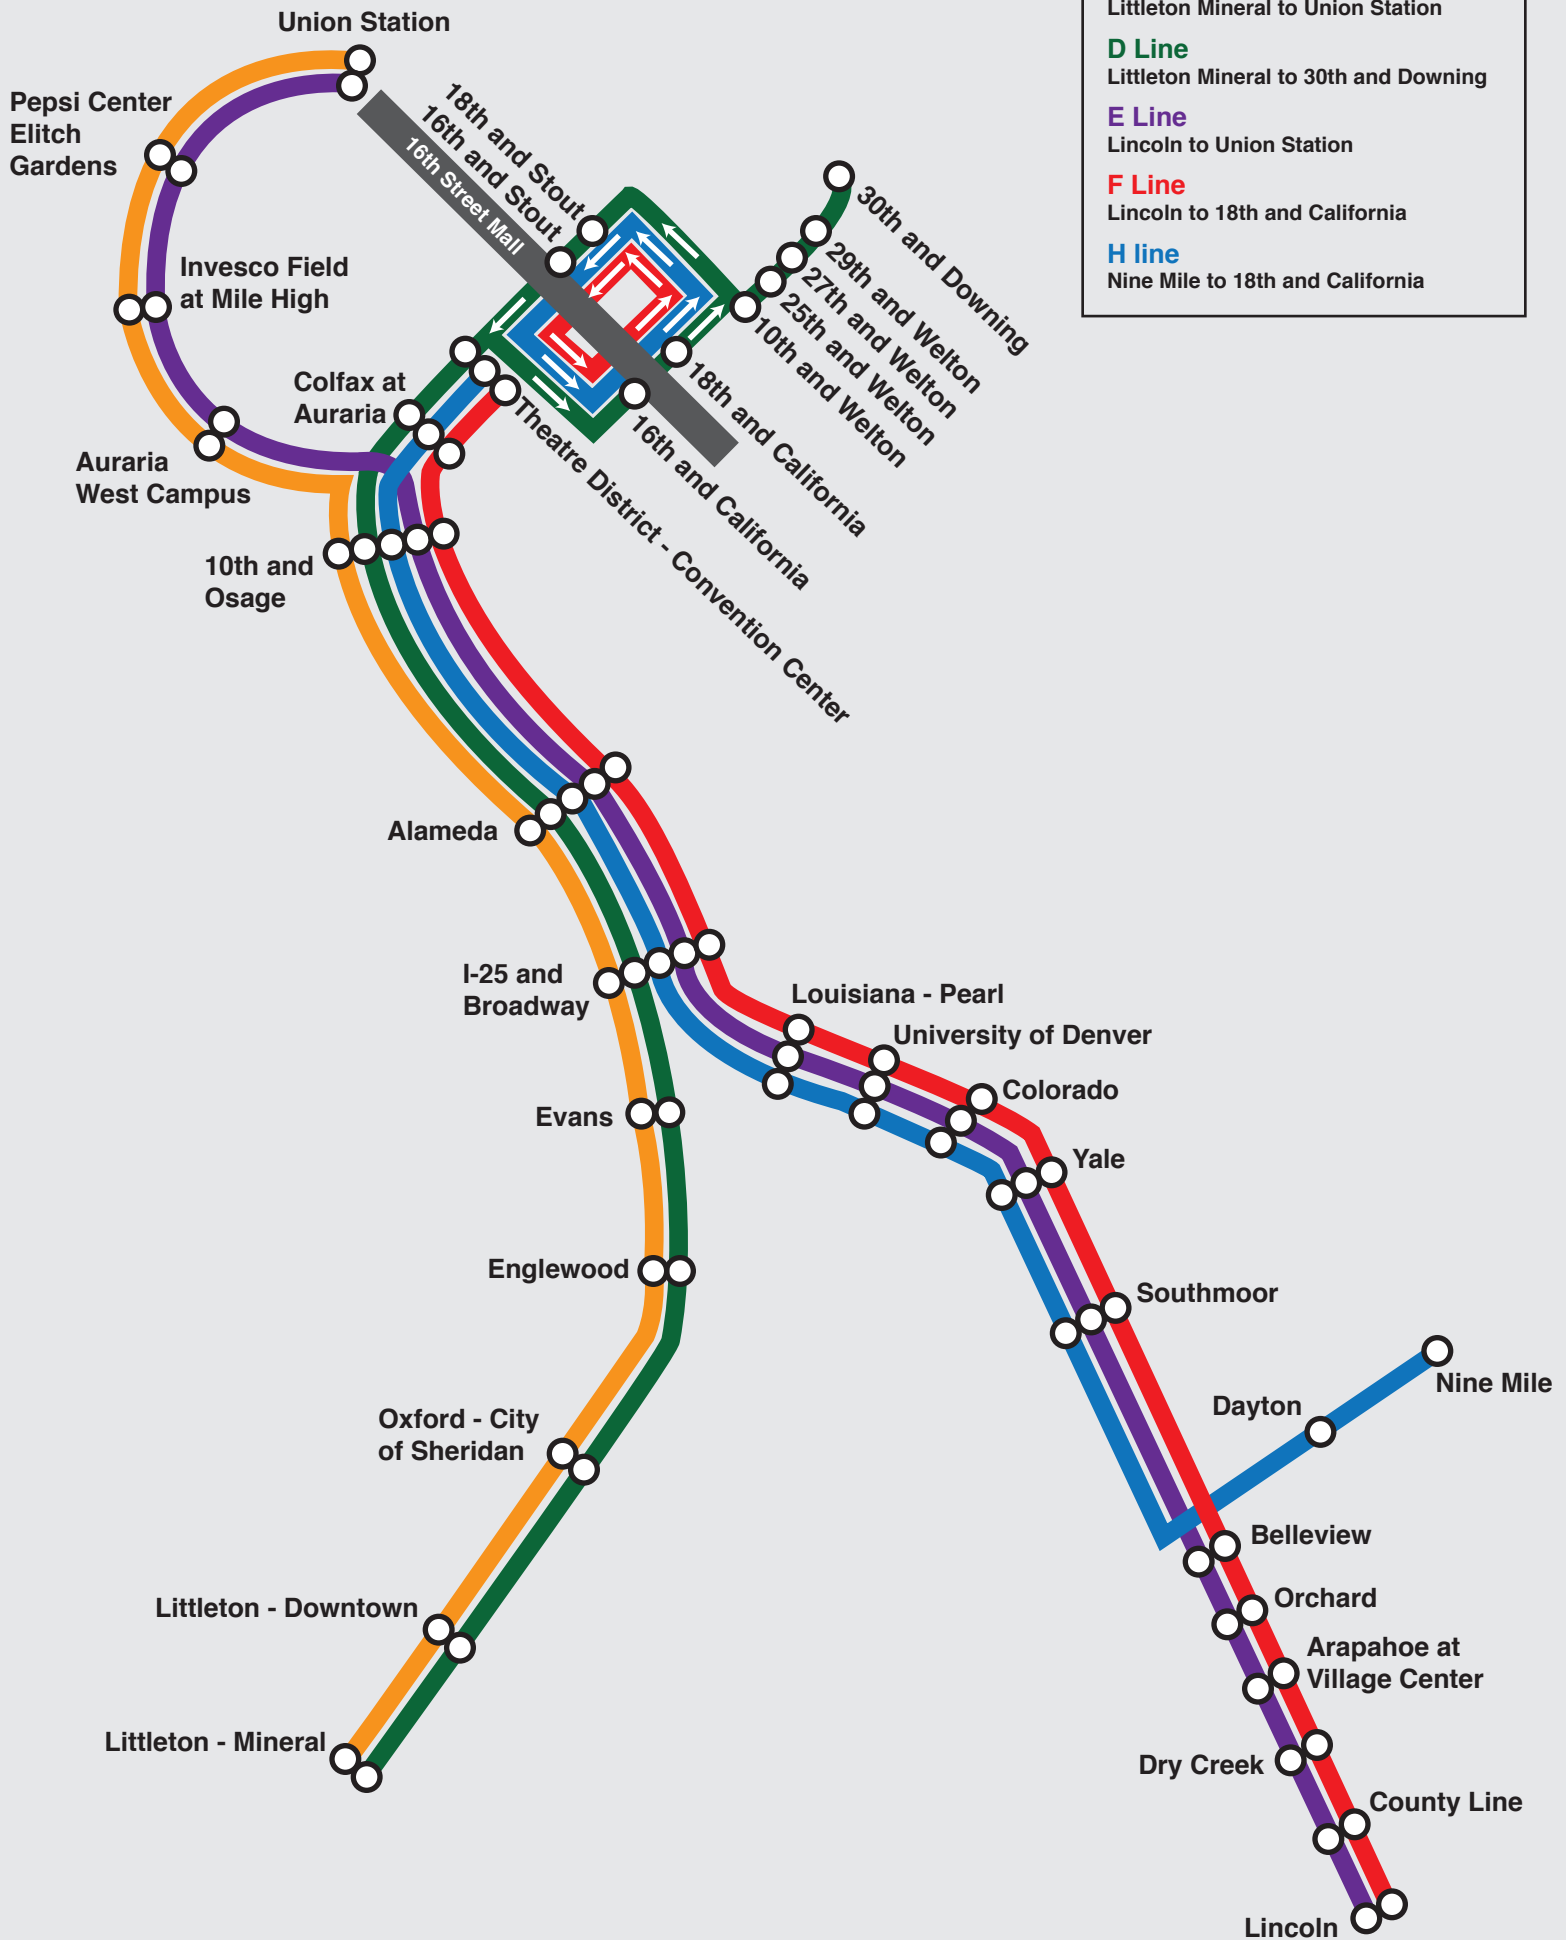 Union Station
Littleton Mineral to Union Station
D Line
Littleton Mineral to 30th and Downing
E Line
Lincoln to Union Station
F Line
Lincoln to 18th and California
H line
Nine Mile to 18th and California
Pepsi Center
Elitch
Gardens
18th and Stout
16th and Stout
16th Street Mall
30th and Downing
29th and Welton
27th and Welton
25th and Welton
10th and Welton
18th and California
16th and California
Theatre District - Convention Center
Invesco Field
at Mile High
Colfax at
Auraria
Auraria
West Campus
10th and
Osage
Alameda
I-25 and
Broadway
Louisiana - Pearl
University of Denver
Colorado
Yale
Evans
Englewood
Southmoor
Nine Mile
Dayton
Oxford - City
of Sheridan
Belleview
Orchard
Littleton - Downtown
Arapahoe at
Village Center
Littleton - Mineral
Dry Creek
County Line
Lincoln